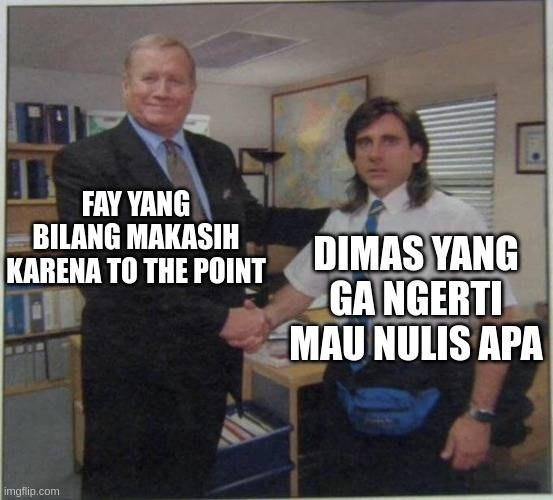 FAY YANG
BILANG MAKASIH
KARENA TO THE POINT
DIMAS YANG
GA NGERTI
MAU NULIS APA
imgflip.com